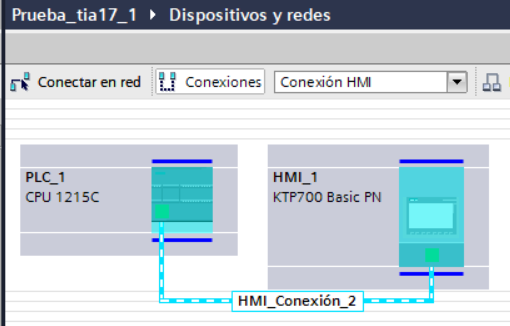 Prueba_tia17_1 ▸ Dispositivos y redes
Conectar en red Conexiones Conexión HMI
PLC_1
CPU 1215C
HMI_1
KTP700 Basic PN
HMI_Conexión_2